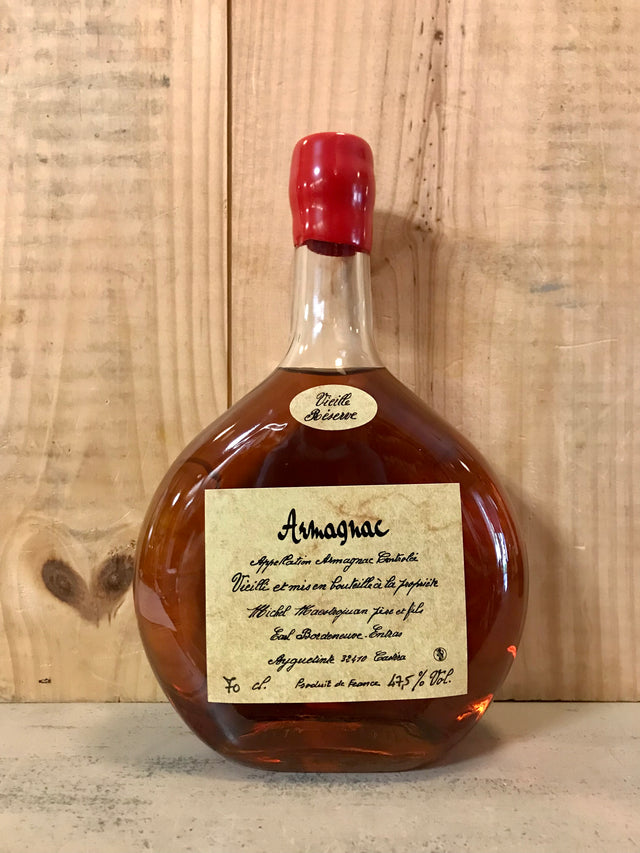 Vieille
Réserve
Armagnac
Appellation Armagnac Controlée
Vieilli et mis en bouteille à la propriété
Michel Maestrojuan père et fils
Earl Bordeneuve-Entras
Ayguetinte 32410 Castéra
70 cl. Produit de France 47,5 % Vol.